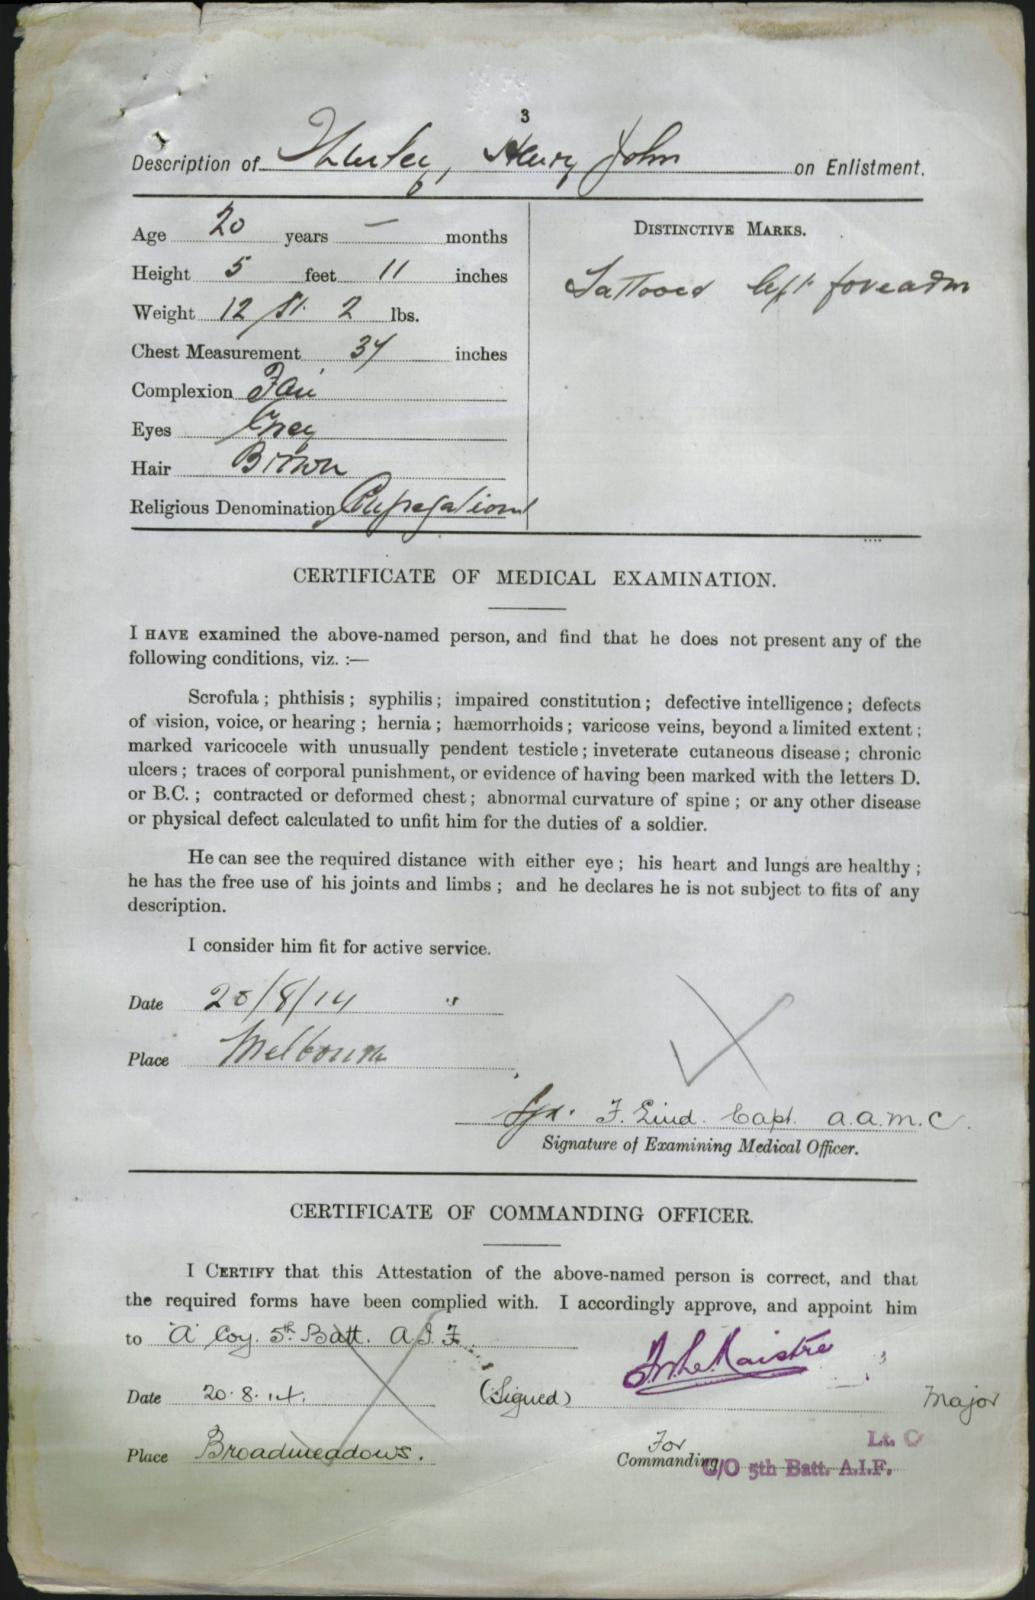 3
Description of Thurley, Henry John on Enlistment.
Age 20 years — months
Height 5 feet 11 inches
Weight 12 St. 2 lbs.
Chest Measurement 37 inches
Complexion Fair
Eyes Grey
Hair Brown
Religious Denomination Congregational
DISTINCTIVE MARKS.
Tattooed left forearm
CERTIFICATE OF MEDICAL EXAMINATION.
I HAVE examined the above-named person, and find that he does not present any of the
following conditions, viz. :—
Scrofula ; phthisis ; syphilis ; impaired constitution ; defective intelligence ; defects
of vision, voice, or hearing ; hernia ; hæmorrhoids ; varicose veins, beyond a limited extent ;
marked varicocele with unusually pendent testicle ; inveterate cutaneous disease ; chronic
ulcers ; traces of corporal punishment, or evidence of having been marked with the letters D.
or B.C. ; contracted or deformed chest ; abnormal curvature of spine ; or any other disease
or physical defect calculated to unfit him for the duties of a soldier.
He can see the required distance with either eye ; his heart and lungs are healthy ;
he has the free use of his joints and limbs ; and he declares he is not subject to fits of any
description.
I consider him fit for active service.
Date 20/8/14
Place Melbourne
Sgd. F. Lind. Capt. A.A.M.C.
Signature of Examining Medical Officer.
CERTIFICATE OF COMMANDING OFFICER.
I CERTIFY that this Attestation of the above-named person is correct, and that
the required forms have been complied with. I accordingly approve, and appoint him
to "A" Coy. 5th Batt. A.I.F.
Date 20.8.14. (Signed) F.W. Le Maistre Major
Place Broadmeadows. For Lt. C
Commanding C/O 5th Batt. A.I.F.